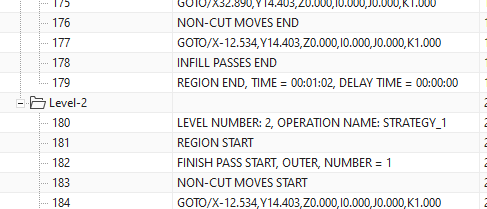 175 GOTO/X32.890,Y14.403,Z0.000,I0.000,J0.000,K1.000
176 NON-CUT MOVES END
177 GOTO/X-12.534,Y14.403,Z0.000,I0.000,J0.000,K1.000
178 INFILL PASSES END
179 REGION END, TIME = 00:01:02, DELAY TIME = 00:00:00
Level-2
180 LEVEL NUMBER: 2, OPERATION NAME: STRATEGY_1
181 REGION START
182 FINISH PASS START, OUTER, NUMBER = 1
183 NON-CUT MOVES START
184 GOTO/X-12.534,Y14.403,Z0.000,I0.000,J0.000,K1.000